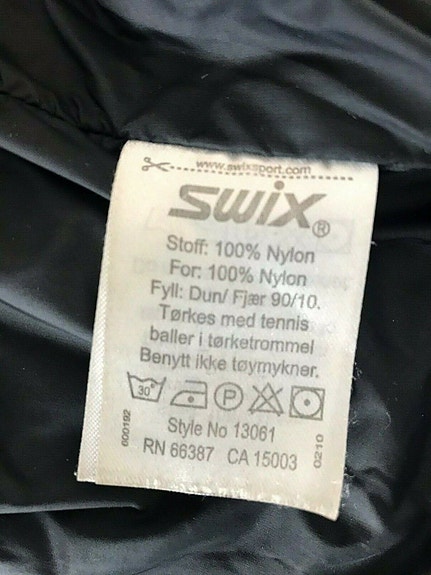 www.swixsport.com
SWIX®
Stoff: 100% Nylon
For: 100% Nylon
Fyll: Dun/ Fjær 90/10.
Tørkes med tennis
baller i tørketrommel
Benytt ikke tøymykner.
30° P
Style No 13061
RN 66387 CA 15003
600192
0210